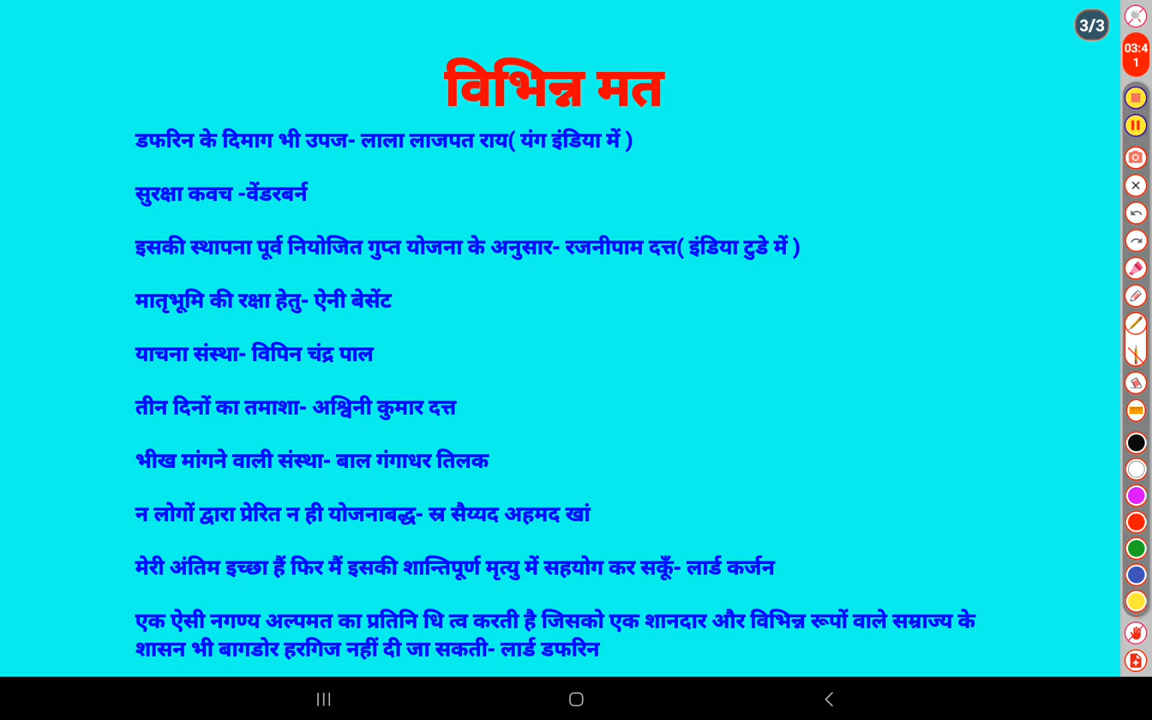 3/3
03:4
1
विभिन्न मत
डफरिन के दिमाग भी उपज- लाला लाजपत राय( यंग इंडिया में )
सुरक्षा कवच -वेंडरबर्न
इसकी स्थापना पूर्व नियोजित गुप्त योजना के अनुसार- रजनीपाम दत्त( इंडिया टुडे में )
मातृभूमि की रक्षा हेतु- ऐनी बेसेंट
याचना संस्था- विपिन चंद्र पाल
तीन दिनों का तमाशा- अश्विनी कुमार दत्त
भीख मांगने वाली संस्था- बाल गंगाधर तिलक
न लोगों द्वारा प्रेरित न ही योजनाबद्ध- स्र सैय्यद अहमद खां
मेरी अंतिम इच्छा हैं फिर मैं इसकी शान्तिपूर्ण मृत्यु में सहयोग कर सकूँ- लार्ड कर्जन
एक ऐसी नगण्य अल्पमत का प्रतिनि धि त्व करती है जिसको एक शानदार और विभिन्न रूपों वाले सम्राज्य के
शासन भी बागडोर हरगिज नहीं दी जा सकती- लार्ड डफरिन